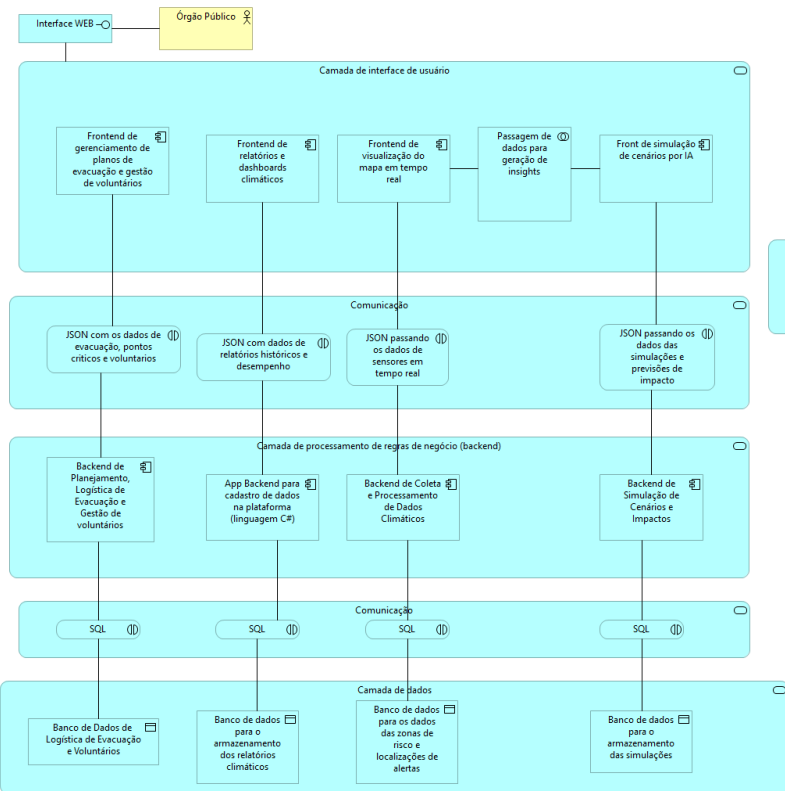 Interface WEB
Órgão Público
Camada de interface de usuário
Frontend de
gerenciamento de
planos de
evacuação e gestão
de voluntários
Frontend de
relatórios e
dashboards
climáticos
Frontend de
visualização do
mapa em tempo
real
Passagem de
dados para
geração de
insights
Front de simulação
de cenários por IA
Comunicação
JSON com os dados de
evacuação, pontos
criticos e voluntarios
JSON com dados de
relatórios históricos e
desempenho
JSON passando
os dados de
sensores em
tempo real
JSON passando os
dados das
simulações e
previsões de
impacto
Camada de processamento de regras de negócio (backend)
Backend de
Planejamento,
Logística de
Evacuação e
Gestão de
voluntários
App Backend para
cadastro de dados
na plataforma
(linguagem C#)
Backend de Coleta
e Processamento
de Dados
Climáticos
Backend de
Simulação de
Cenários e
Impactos
Comunicação
SQL
SQL
SQL
SQL
Camada de dados
Banco de Dados de
Logística de Evacuação
e Voluntários
Banco de dados
para o
armazenamento
dos relatórios
climáticos
Banco de dados
para os dados
das zonas de
risco e
localizações de
alertas
Banco de dados
para o
armazenamento
das simulações